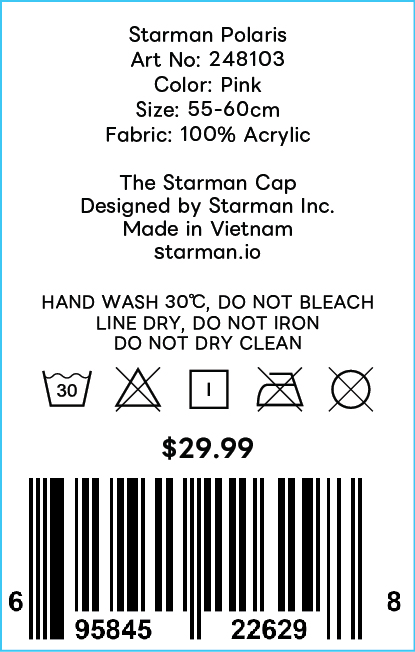 Starman Polaris
Art No: 248103
Color: Pink
Size: 55-60cm
Fabric: 100% Acrylic
The Starman Cap
Designed by Starman Inc.
Made in Vietnam
starman.io
HAND WASH 30℃, DO NOT BLEACH
LINE DRY, DO NOT IRON
DO NOT DRY CLEAN
30 I
$29.99
6 95845 22629 8